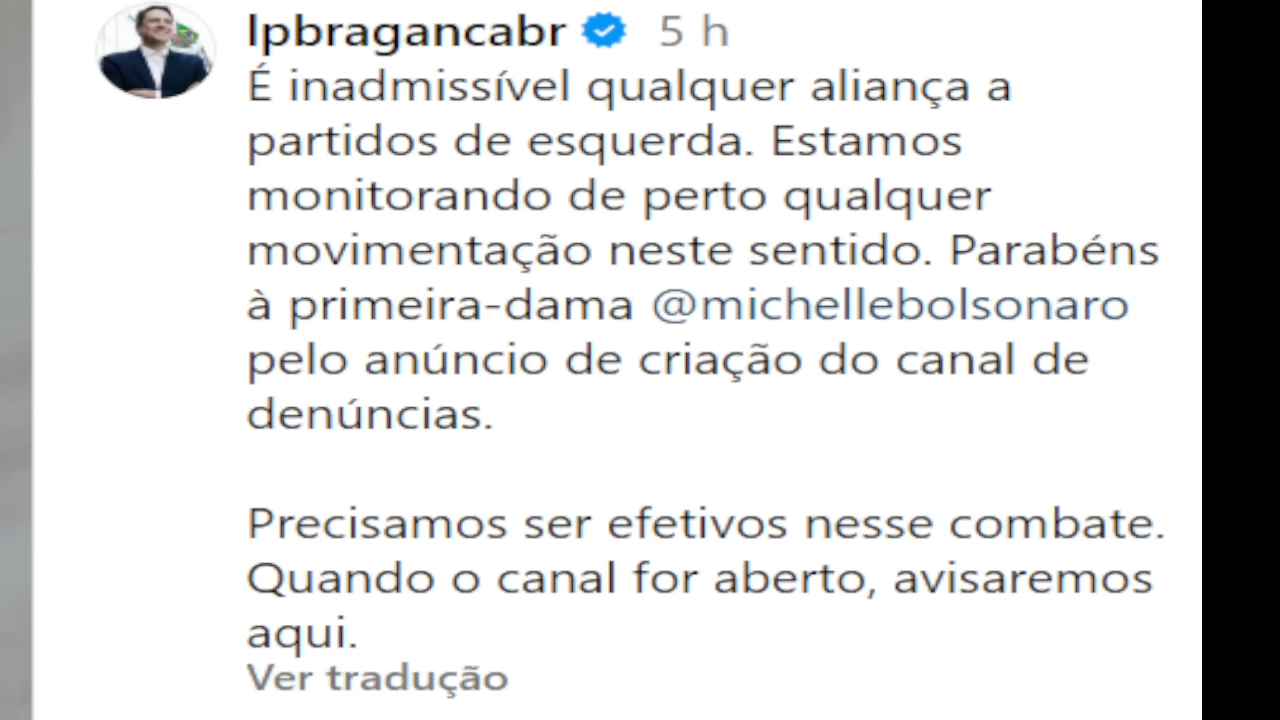 lpbragancabr 5 h
É inadmissível qualquer aliança a
partidos de esquerda. Estamos
monitorando de perto qualquer
movimentação neste sentido. Parabéns
à primeira-dama @michellebolsonaro
pelo anúncio de criação do canal de
denúncias.
Precisamos ser efetivos nesse combate.
Quando o canal for aberto, avisaremos
aqui.
Ver tradução